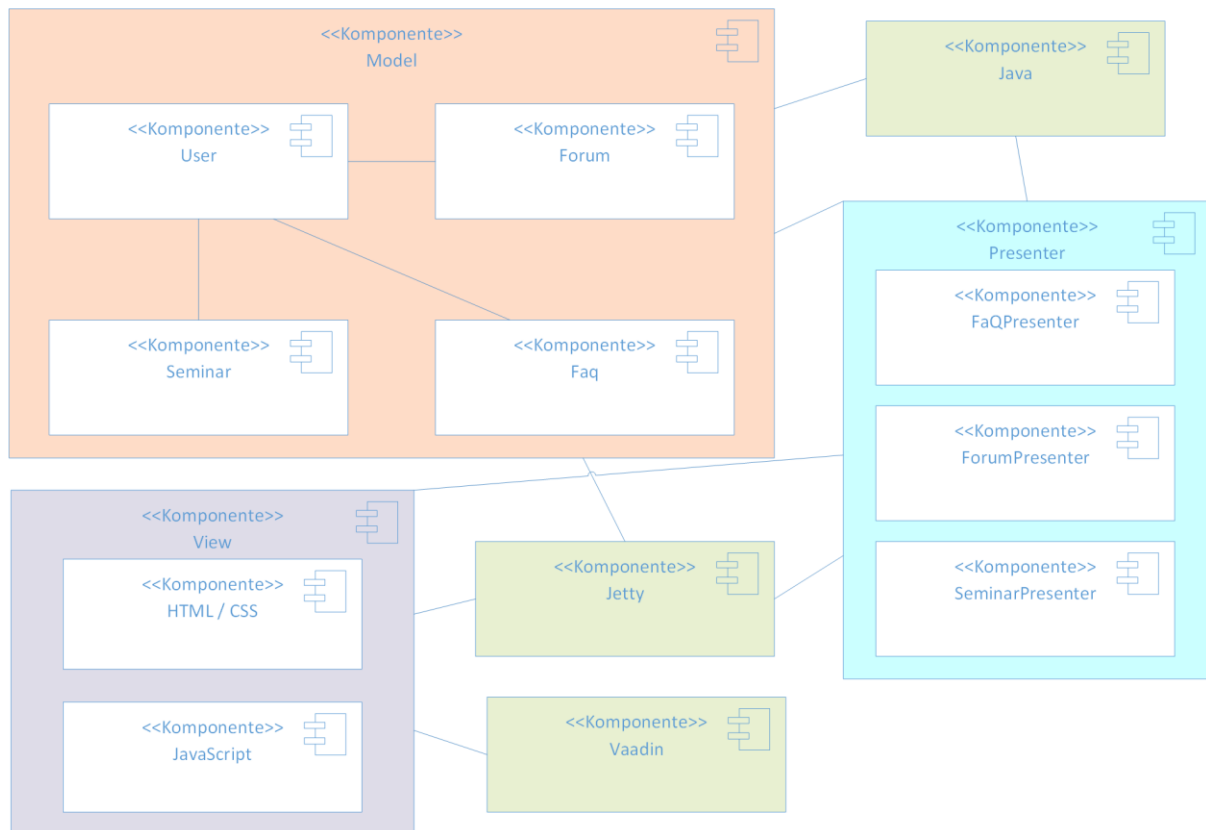 <<Komponente>>
Model
<<Komponente>>
User
<<Komponente>>
Forum
<<Komponente>>
Seminar
<<Komponente>>
Faq
<<Komponente>>
Java
<<Komponente>>
Presenter
<<Komponente>>
FaQPresenter
<<Komponente>>
ForumPresenter
<<Komponente>>
SeminarPresenter
<<Komponente>>
View
<<Komponente>>
HTML / CSS
<<Komponente>>
JavaScript
<<Komponente>>
Jetty
<<Komponente>>
Vaadin